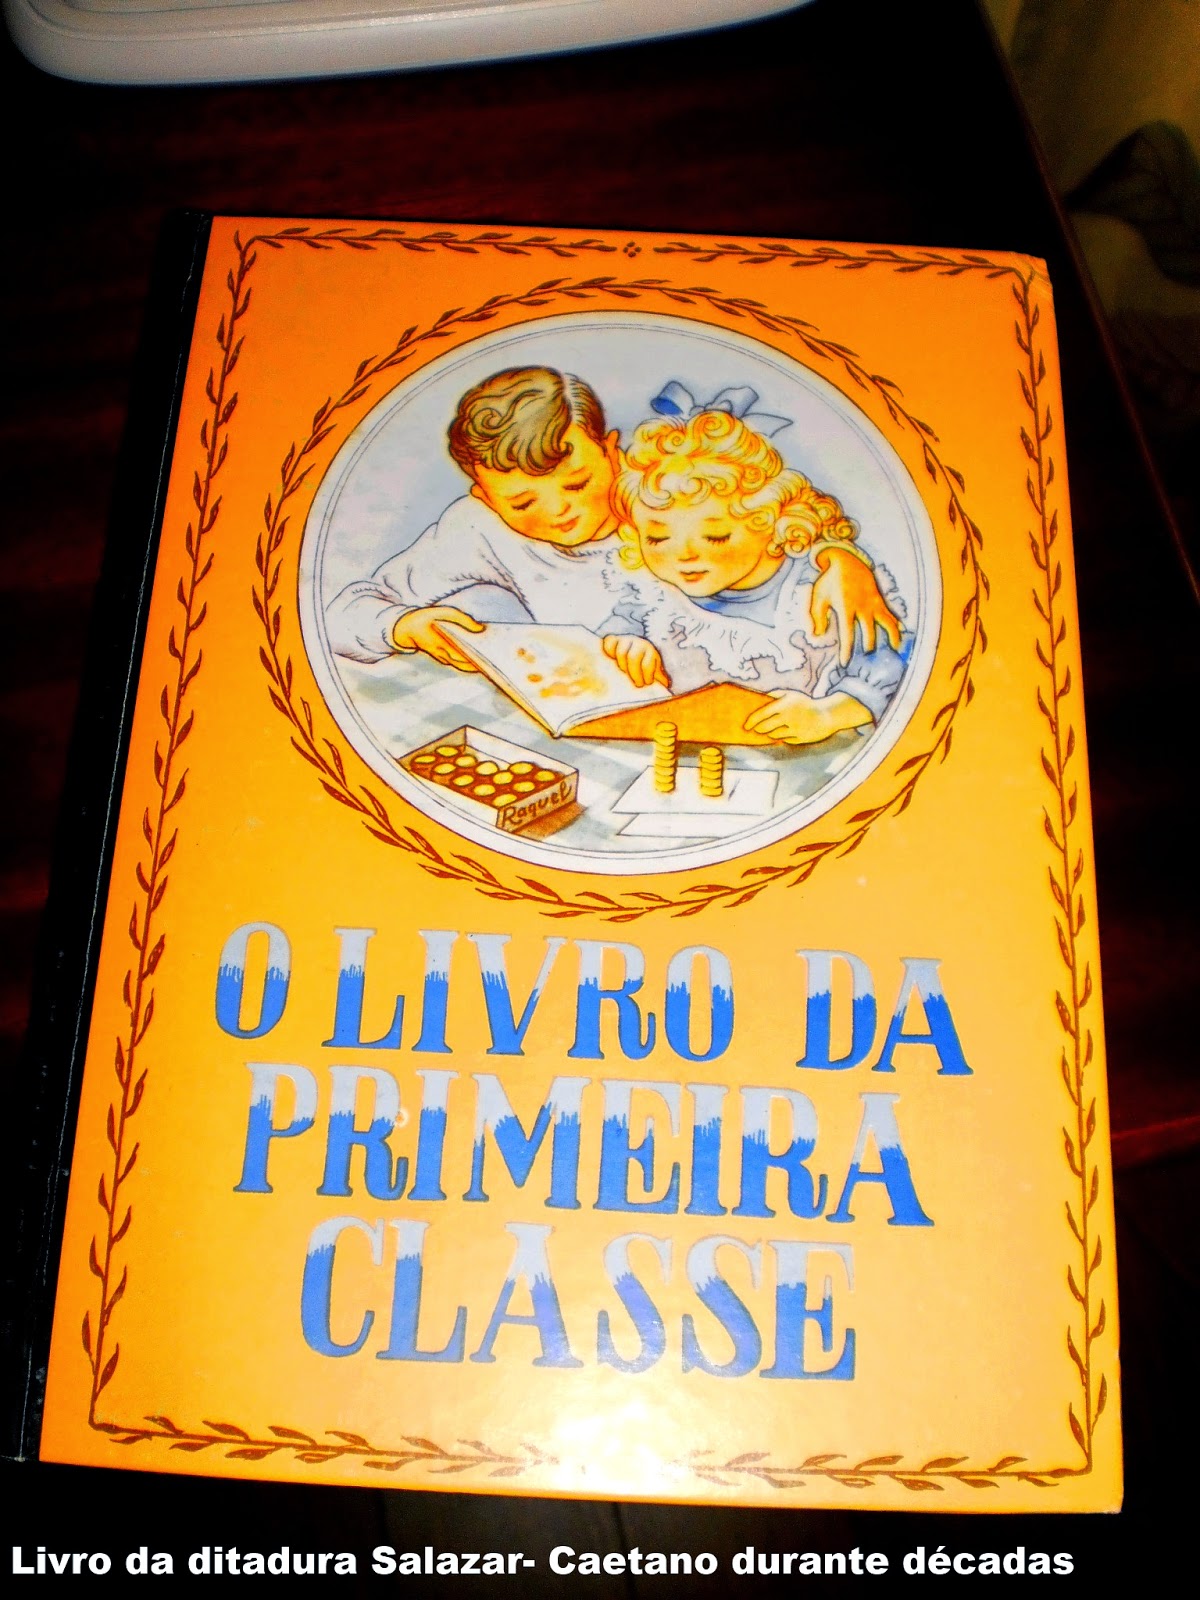 Raquel
O LIVRO DA
PRIMEIRA
CLASSE
Livro da ditadura Salazar- Caetano durante décadas